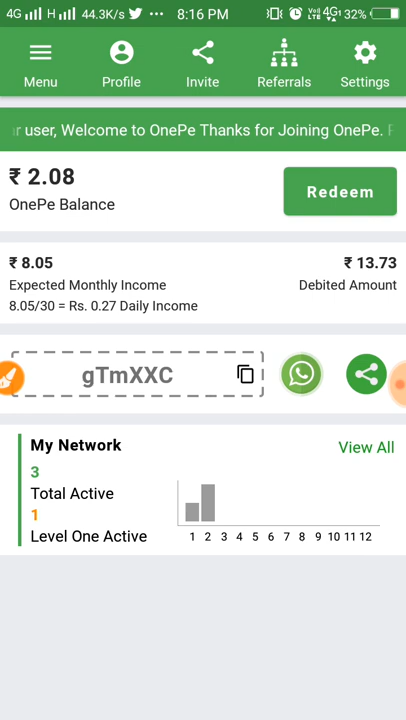 4G H 44.3K/s ... 8:16 PM VoLTE 4G 1 32%
Menu Profile Invite Referrals Settings
r user, Welcome to OnePe Thanks for Joining OnePe.
₹ 2.08
OnePe Balance
Redeem
₹ 8.05
Expected Monthly Income
8.05/30 = Rs. 0.27 Daily Income
₹ 13.73
Debited Amount
gTmXXC
My Network
View All
3
Total Active
1
Level One Active
1 2 3 4 5 6 7 8 9 10 11 12